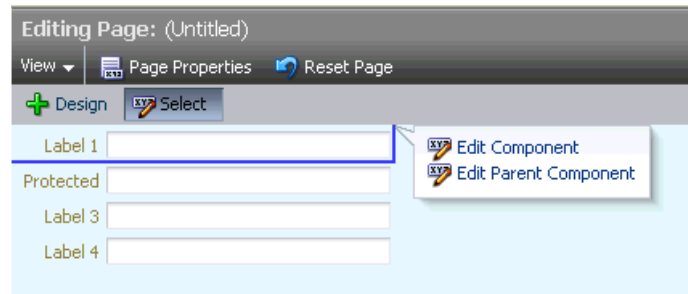 Editing Page: (Untitled)
View Page Properties Reset Page
Design Select
Label 1
Edit Component
Edit Parent Component
Protected
Label 3
Label 4